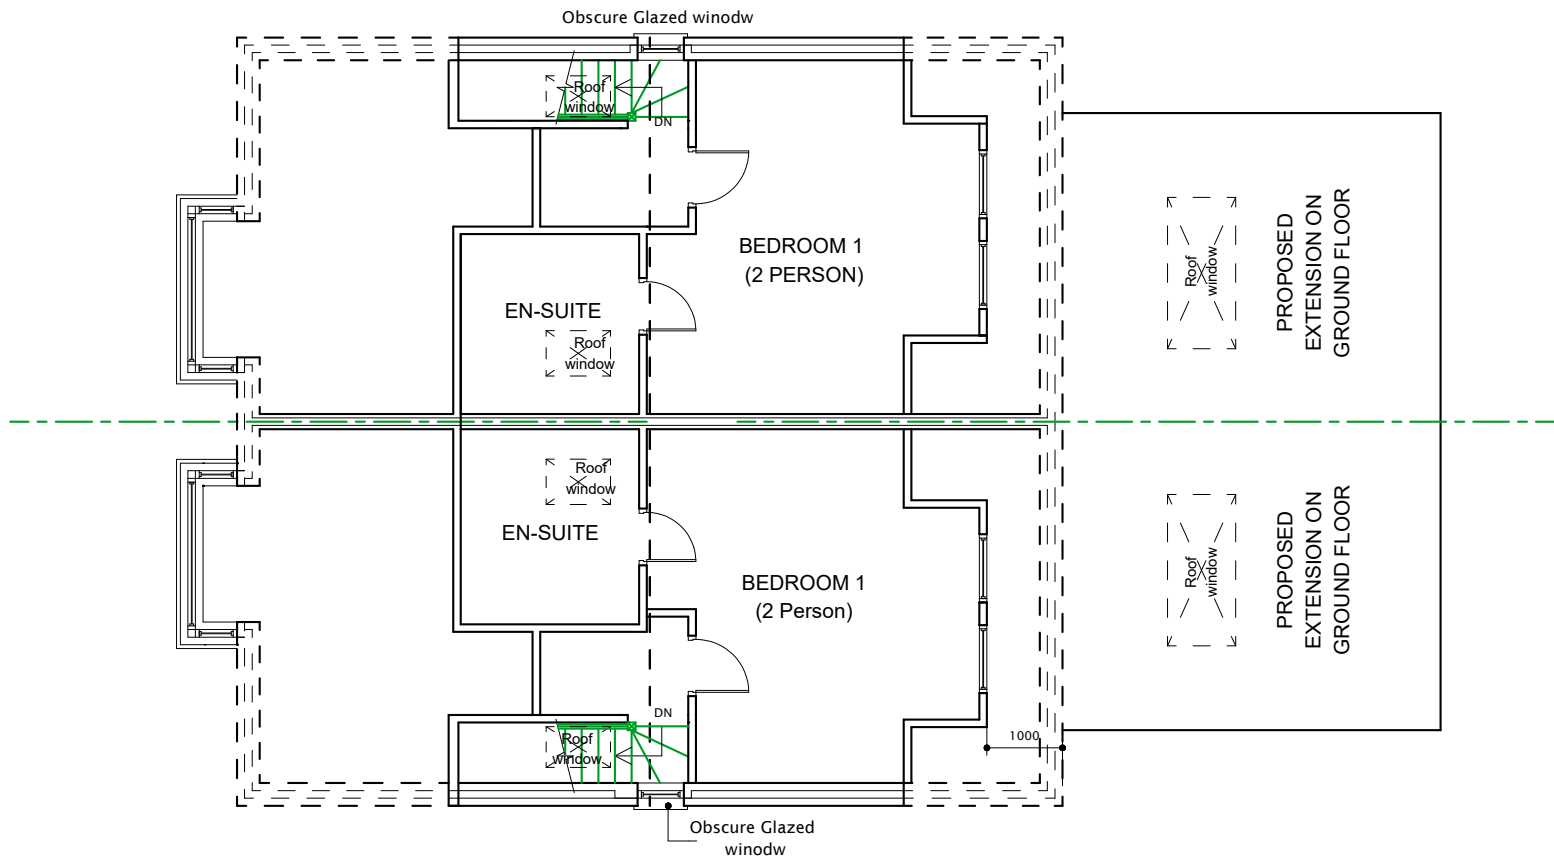 Obscure Glazed winodw
Roof
window
DN
BEDROOM 1
(2 PERSON)
EN-SUITE
Roof
window
Roof
window
PROPOSED
EXTENSION ON
GROUND FLOOR
Roof
window
EN-SUITE
BEDROOM 1
(2 Person)
Roof
window
PROPOSED
EXTENSION ON
GROUND FLOOR
DN
Roof
window
1000
Obscure Glazed
winodw